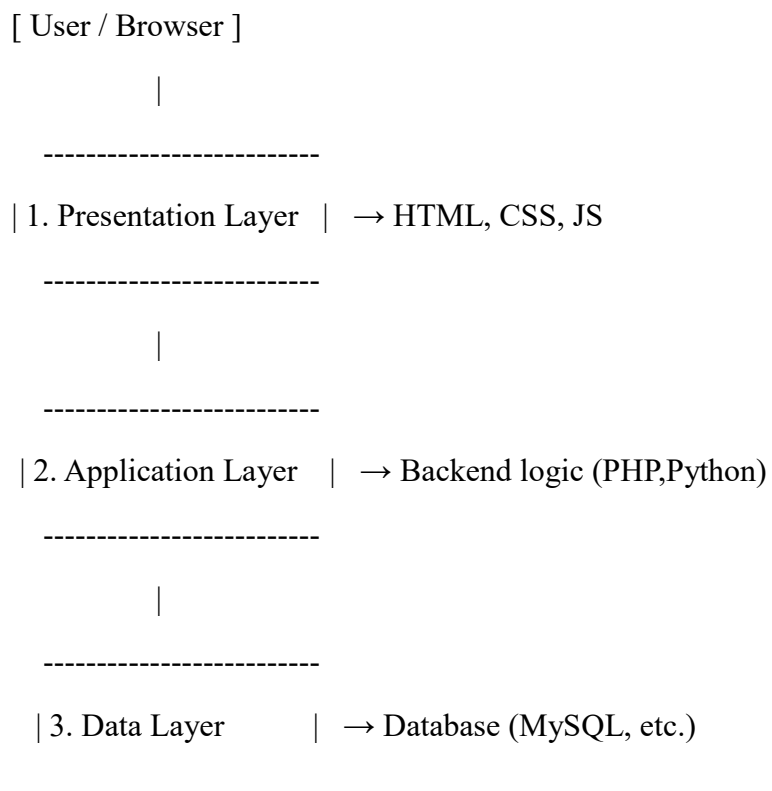 [ User / Browser ]
|
--------------------------
| 1. Presentation Layer | → HTML, CSS, JS
--------------------------
|
--------------------------
| 2. Application Layer | → Backend logic (PHP,Python)
--------------------------
|
--------------------------
| 3. Data Layer | → Database (MySQL, etc.)